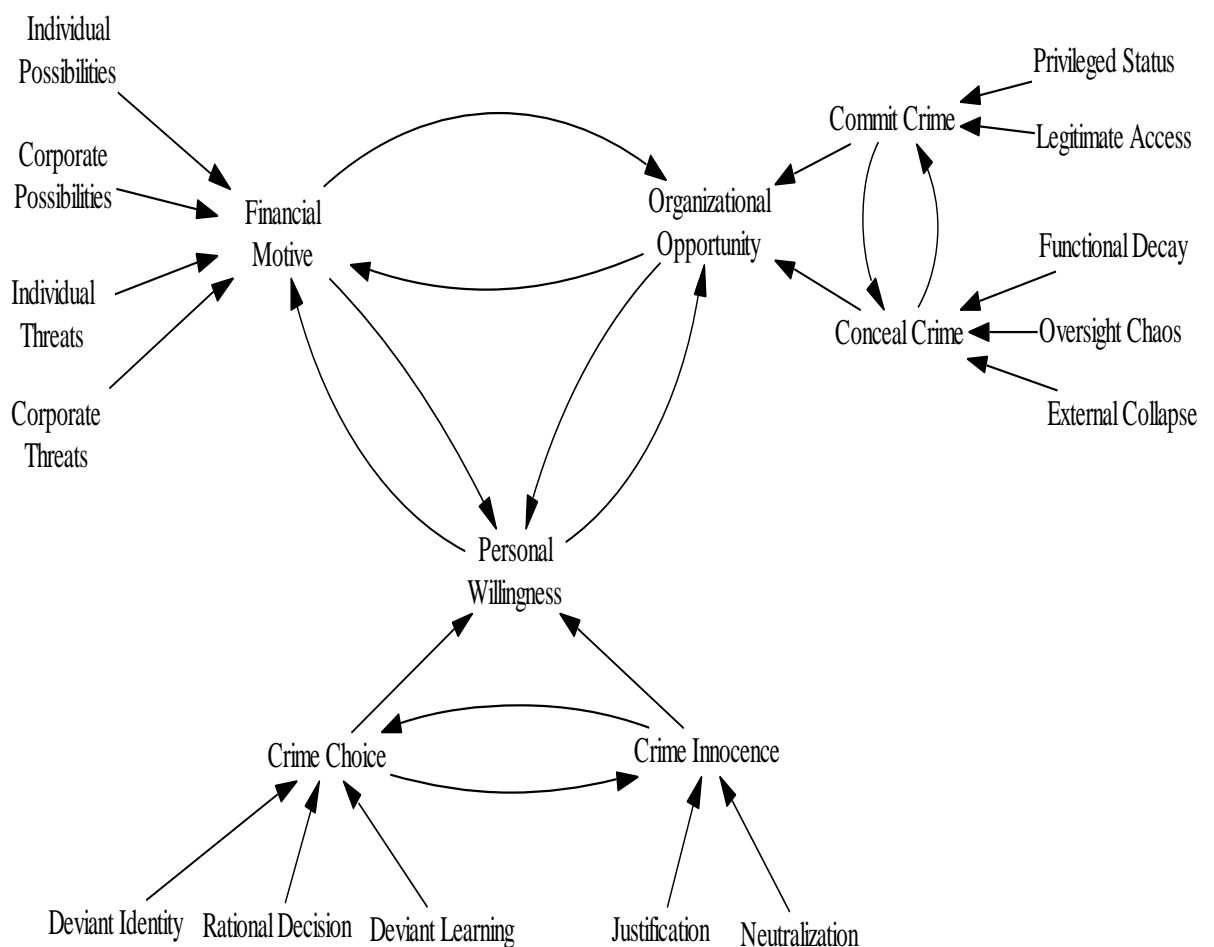 Individual
Possibilities
Corporate
Possibilities
Individual
Threats
Corporate
Threats
Financial
Motive
Organizational
Opportunity
Commit Crime
Privileged Status
Legitimate Access
Conceal Crime
Functional Decay
Oversight Chaos
External Collapse
Personal
Willingness
Crime Choice
Crime Innocence
Deviant Identity
Rational Decision
Deviant Learning
Justification
Neutralization